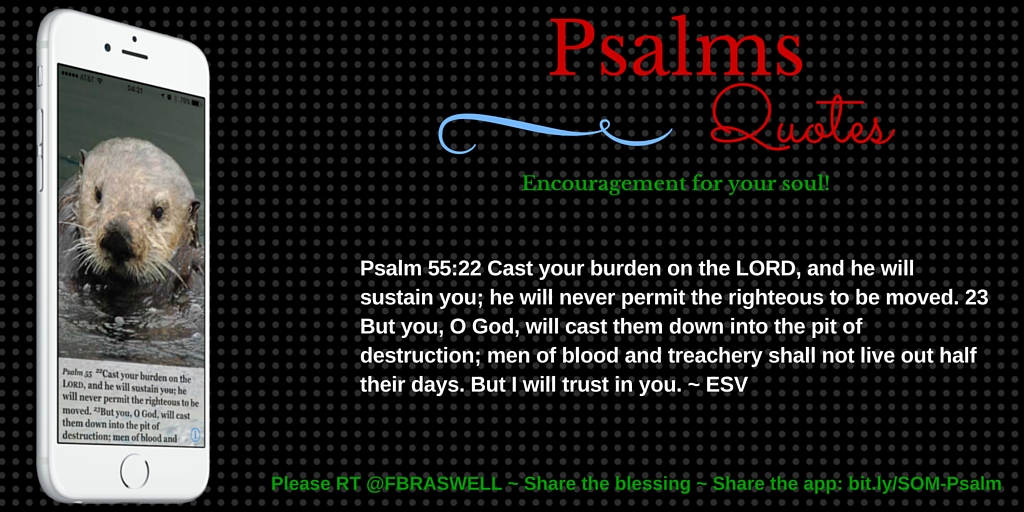 AT&T
04:21
70%
Psalm 55 22Cast your burden on the
LORD, and he will sustain you; he
will never permit the righteous to be
moved. 23But you, O God, will cast
them down into the pit of
destruction; men of blood and
Psalms
Quotes
Encouragement for your soul!
Psalm 55:22 Cast your burden on the LORD, and he will
sustain you; he will never permit the righteous to be moved. 23
But you, O God, will cast them down into the pit of
destruction; men of blood and treachery shall not live out half
their days. But I will trust in you. ~ ESV
Please RT @FBRASWELL ~ Share the blessing ~ Share the app: bit.ly/SOM-Psalm